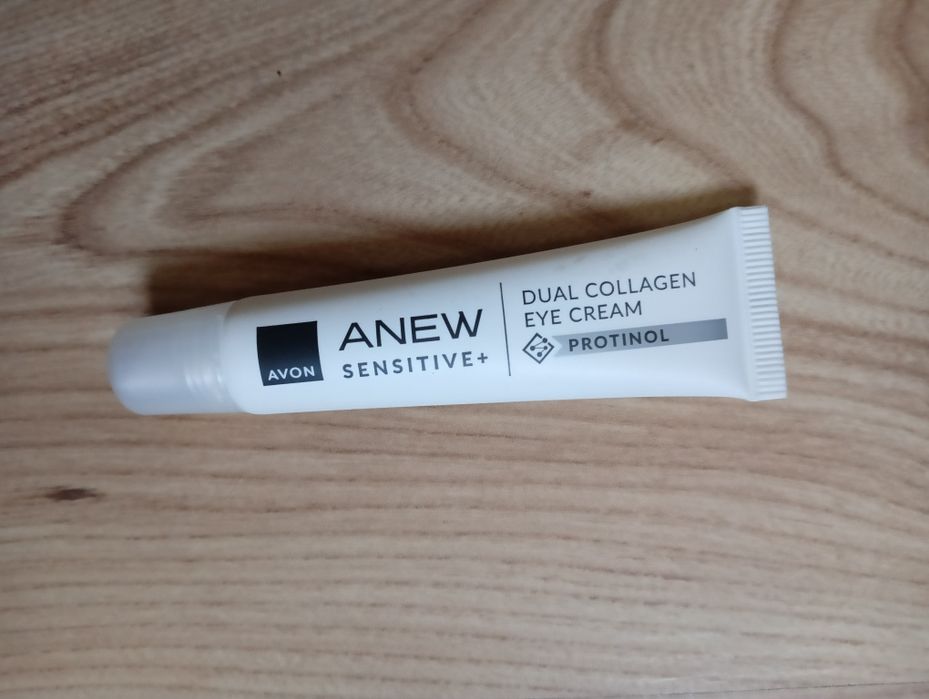 AVON
ANEW
SENSITIVE+
DUAL COLLAGEN
EYE CREAM
PROTINOL